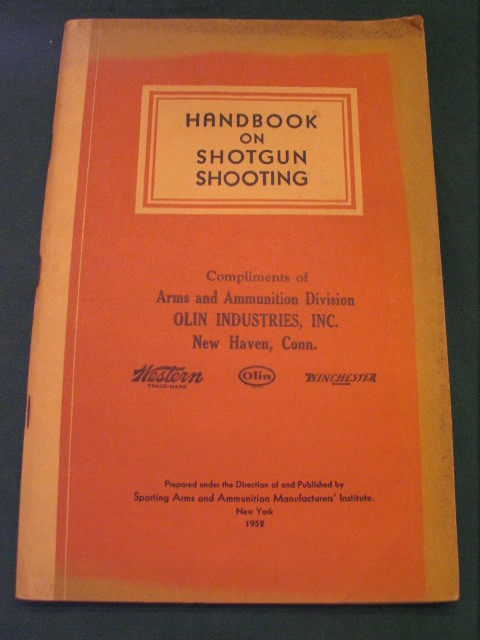 HANDBOOK
ON
SHOTGUN
SHOOTING
Compliments of
Arms and Ammunition Division
OLIN INDUSTRIES, INC.
New Haven, Conn.
Western
TRADE-MARK
Olin
WINCHESTER
Prepared under the Direction of and Published by
Sporting Arms and Ammunition Manufacturers' Institute.
New York
1952